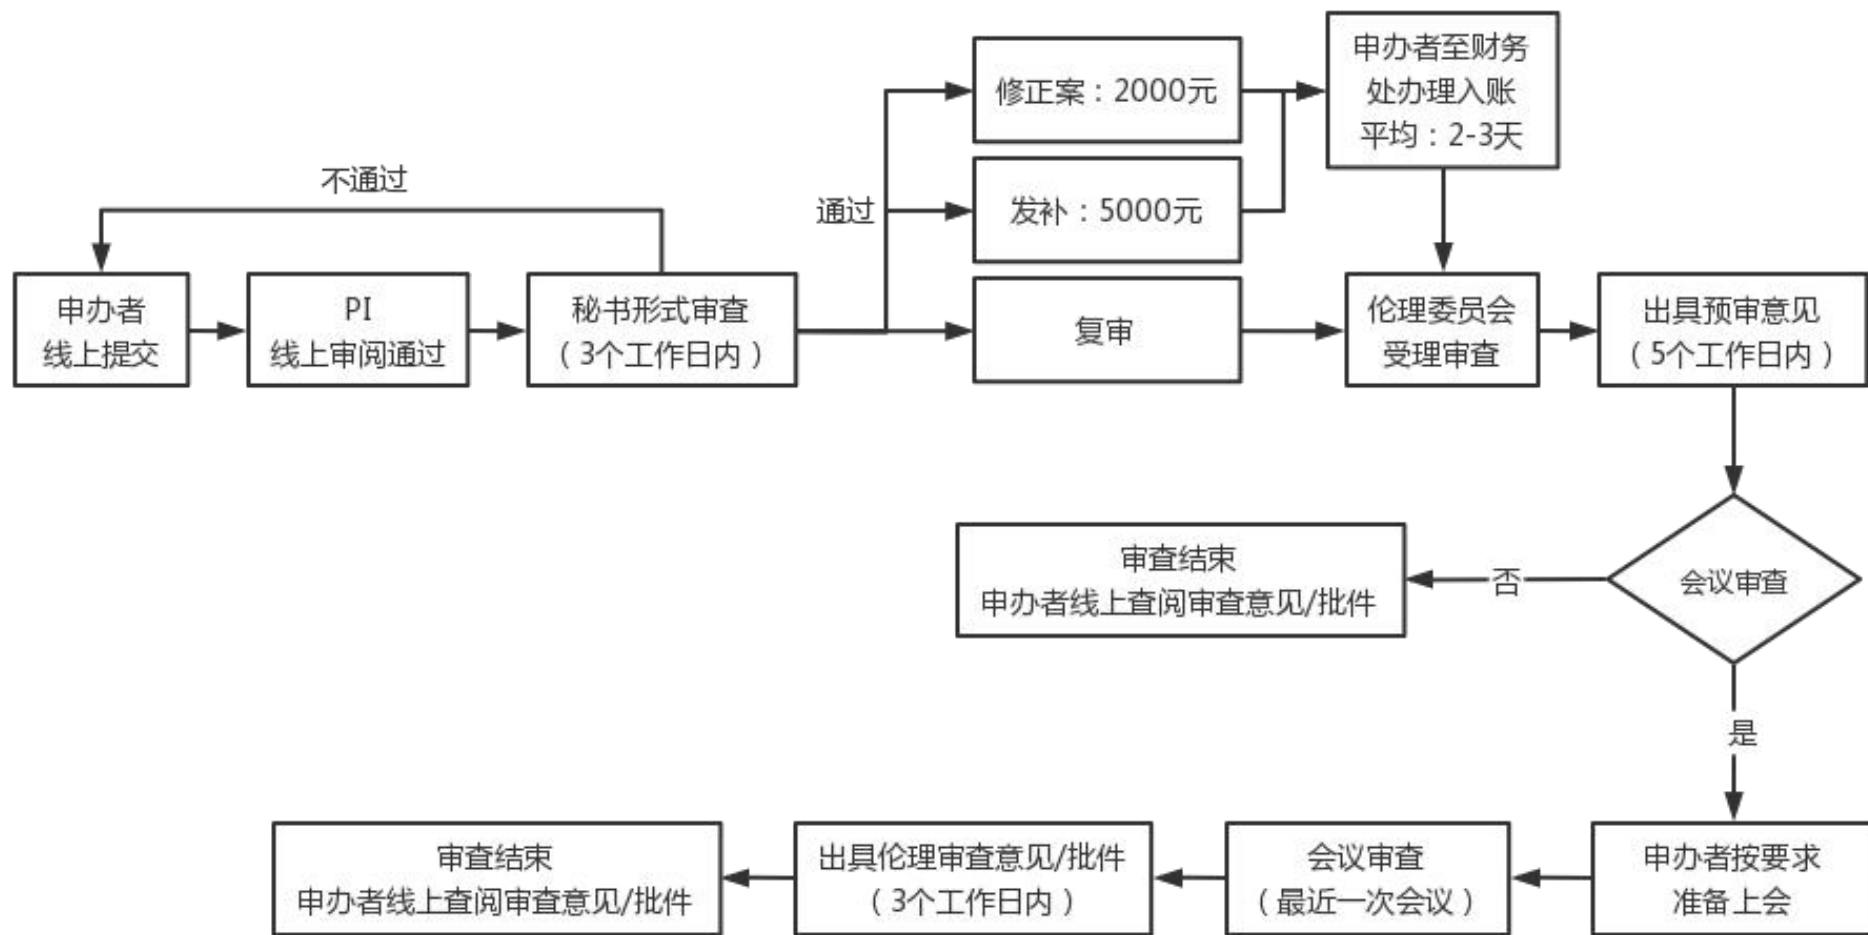 修正案：2000元
申办者至财务
处办理入账
平均：2-3天
不通过
通过
发补：5000元
申办者
线上提交
PI
线上审阅通过
秘书形式审查
（3个工作日内）
复审
伦理委员会
受理审查
出具预审意见
（5个工作日内）
审查结束
申办者线上查阅审查意见/批件
否
会议审查
是
审查结束
申办者线上查阅审查意见/批件
出具伦理审查意见/批件
（3个工作日内）
会议审查
（最近一次会议）
申办者按要求
准备上会